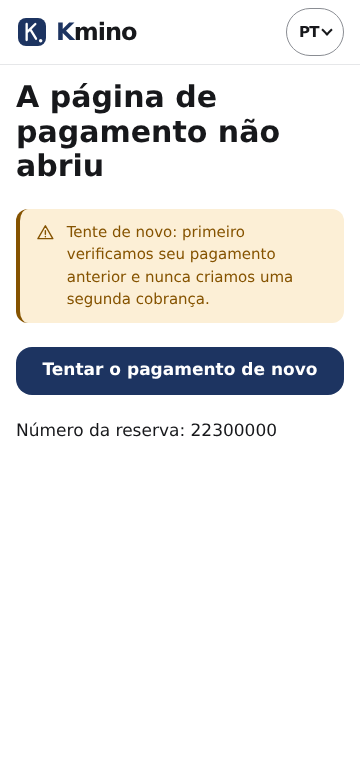 K. Kmino
PT
A página de
pagamento não
abriu
Tente de novo: primeiro
verificamos seu pagamento
anterior e nunca criamos uma
segunda cobrança.
Tentar o pagamento de novo
Número da reserva: 22300000